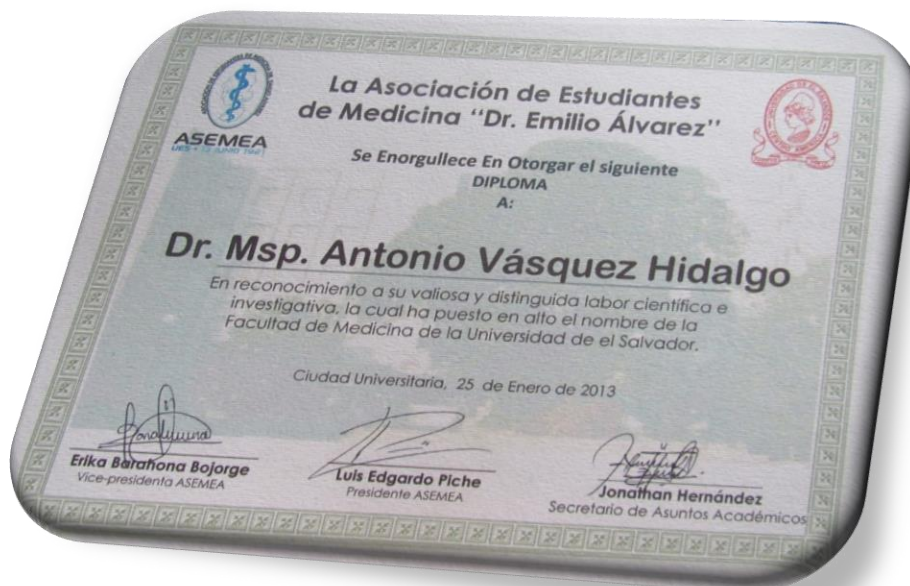 La Asociación de Estudiantes
de Medicina "Dr. Emilio Álvarez"
ASEMEA
Se Enorgullece En Otorgar el siguiente
DIPLOMA
A:
Dr. Msp. Antonio Vásquez Hidalgo
En reconocimiento a su valiosa y distinguida labor científica e
investigativa, la cual ha puesto en alto el nombre de la
Facultad de Medicina de la Universidad de el Salvador.
Ciudad Universitaria, 25 de Enero de 2013
Erika Barahona Bojorge
Vice-presidenta ASEMEA
Luis Edgardo Piche
Presidente ASEMEA
Jonathan Hernández
Secretario de Asuntos Académicos